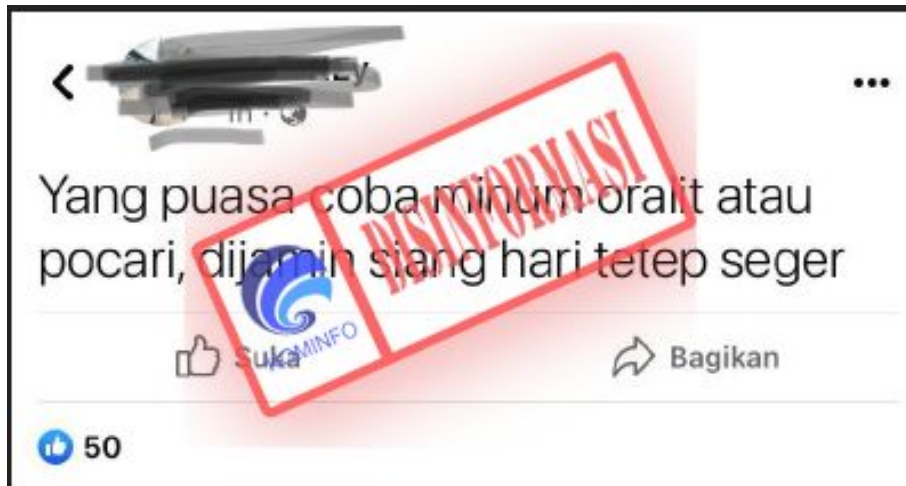 Yang puasa coba minum oralit atau
pocari, dijamin siang hari tetep seger
DISINFORMASI
KOMINFO
Suka
Bagikan
50